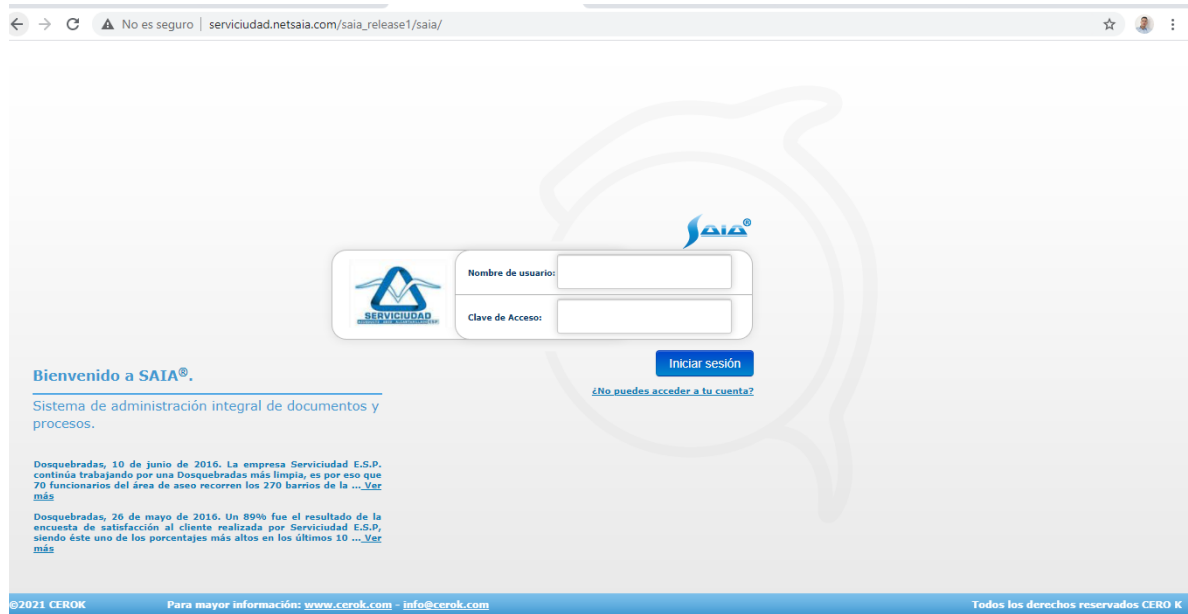 No es seguro | serviciudad.netsaia.com/saia_release1/saia/
SAIA®
Nombre de usuario:
SERVICIUDAD
Clave de Acceso:
Iniciar sesión
¿No puedes acceder a tu cuenta?
Bienvenido a SAIA®.
Sistema de administración integral de documentos y
procesos.
Dosquebradas, 10 de junio de 2016. La empresa Serviciudad E.S.P.
continúa trabajando por una Dosquebradas más limpia, es por eso que
70 funcionarios del área de aseo recorren los 270 barrios de la ... Ver
más
Dosquebradas, 26 de mayo de 2016. Un 89% fue el resultado de la
encuesta de satisfacción al cliente realizada por Serviciudad E.S.P,
siendo éste uno de los porcentajes más altos en los últimos 10 ... Ver
más
©2021 CEROK Para mayor información: www.cerok.com - info@cerok.com Todos los derechos reservados CERO K